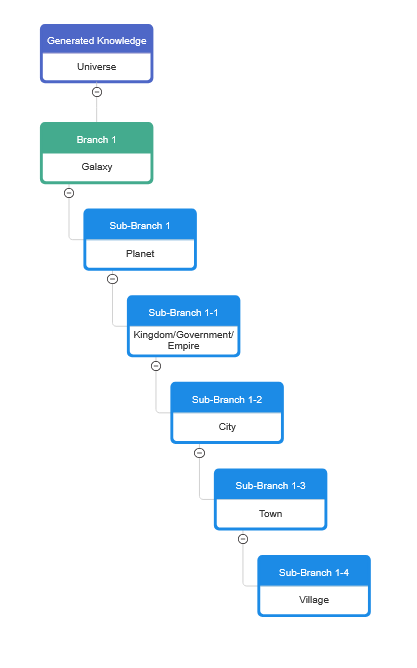 Generated Knowledge
Universe
Branch 1
Galaxy
Sub-Branch 1
Planet
Sub-Branch 1-1
Kingdom/Government/
Empire
Sub-Branch 1-2
City
Sub-Branch 1-3
Town
Sub-Branch 1-4
Village